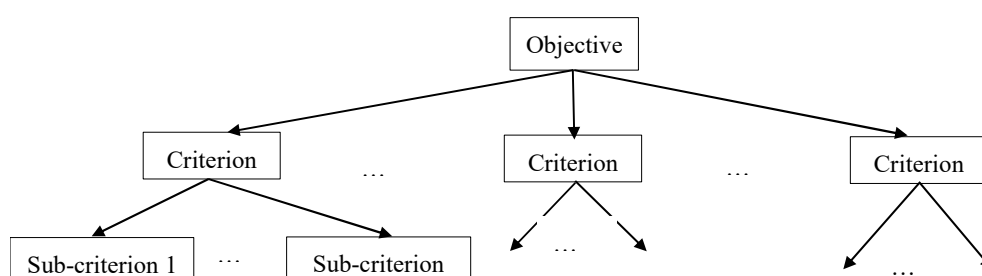 Objective
Criterion
…
Criterion
…
Criterion
Sub-criterion 1
…
Sub-criterion
…
…